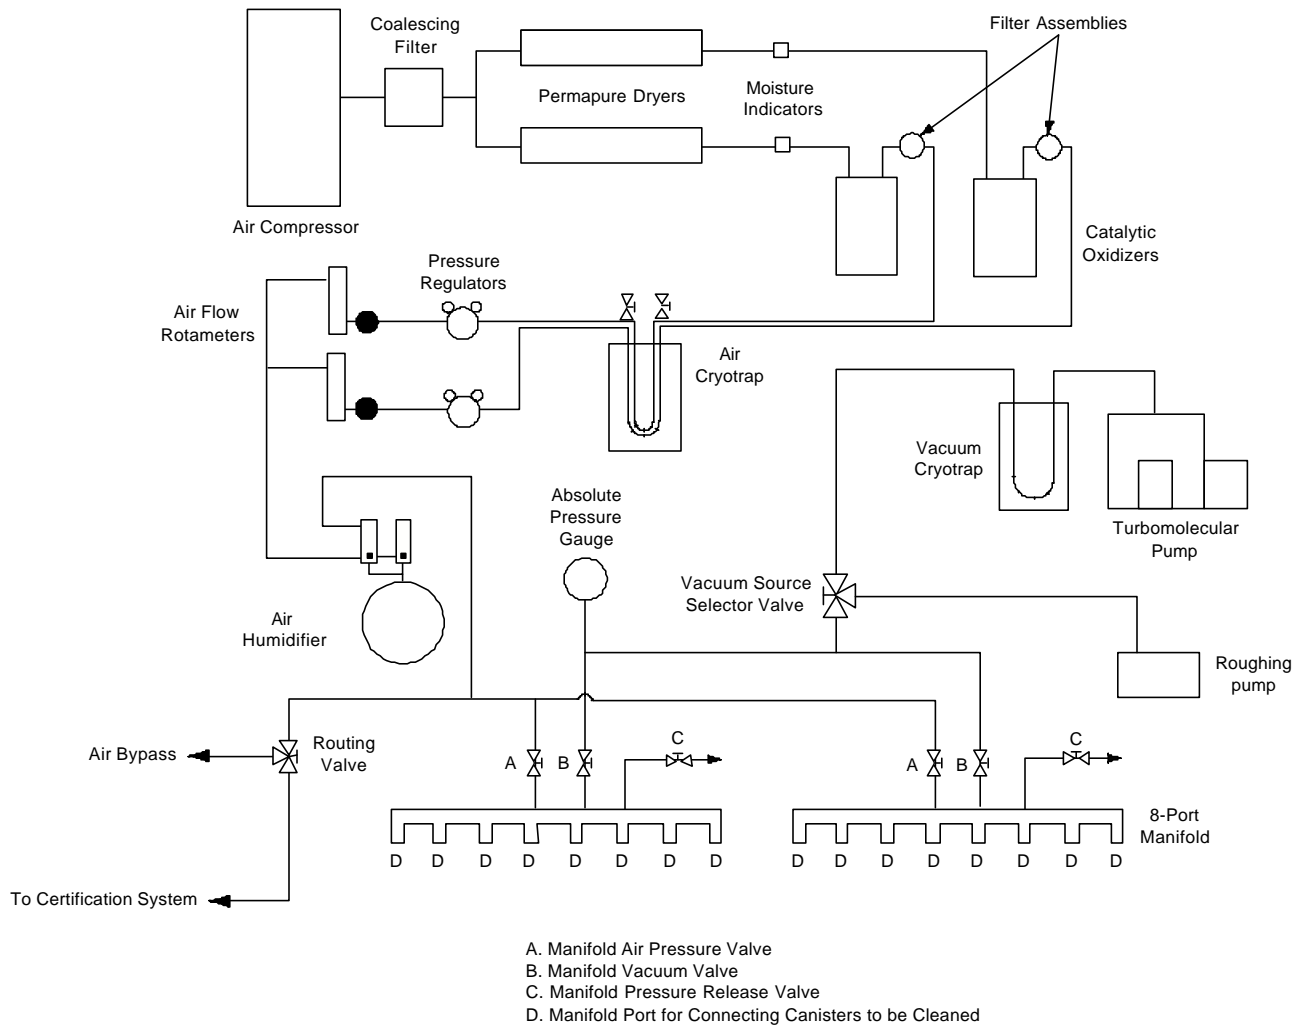 Coalescing
Filter
Filter Assemblies
Permapure Dryers
Moisture
Indicators
Air Compressor
Catalytic
Oxidizers
Pressure
Regulators
Air Flow
Rotameters
Air
Cryotrap
Vacuum
Cryotrap
Turbomolecular
Pump
Absolute
Pressure
Gauge
Vacuum Source
Selector Valve
Air
Humidifier
Roughing
pump
Air Bypass
Routing
Valve
A
B
C
A
B
C
8-Port
Manifold
D D D D D D D D
D D D D D D D D
To Certification System
A. Manifold Air Pressure Valve
B. Manifold Vacuum Valve
C. Manifold Pressure Release Valve
D. Manifold Port for Connecting Canisters to be Cleaned